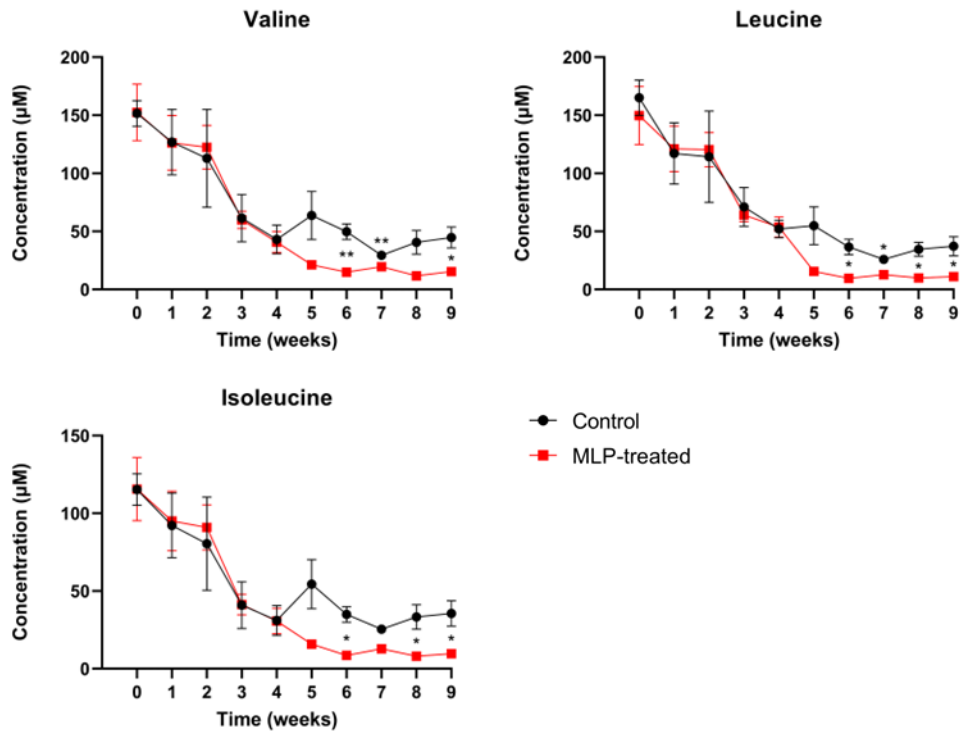 Valine
Concentration (μM)
200
150
100
50
0
0 1 2 3 4 5 6 7 8 9
Time (weeks)
**
**
*
Leucine
Concentration (μM)
200
150
100
50
0
0 1 2 3 4 5 6 7 8 9
Time (weeks)
*
*
*
*
Isoleucine
Concentration (μM)
150
100
50
0
0 1 2 3 4 5 6 7 8 9
Time (weeks)
*
*
*
Control
MLP-treated